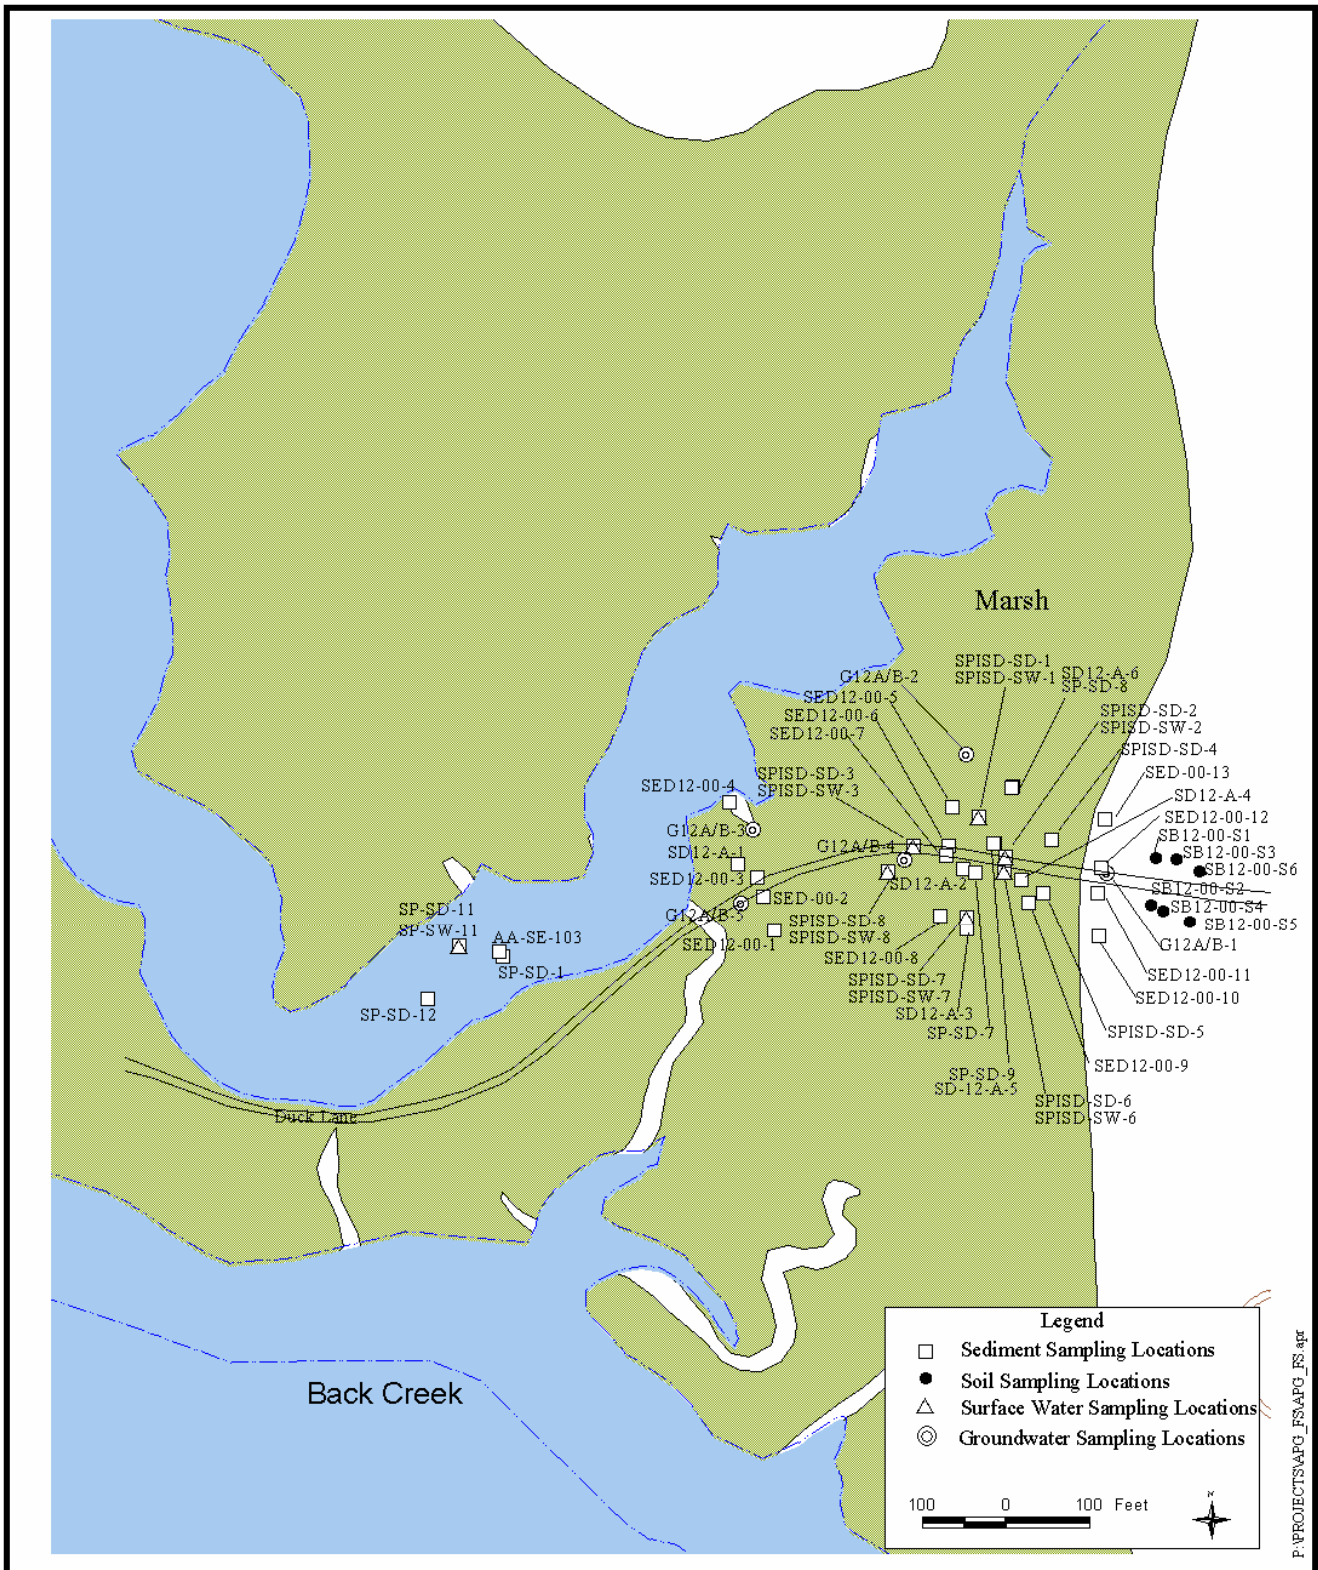 Marsh
SPISD-SD-1
SPISD-SW-1
G12A/B-2
SD12-A-6
SP-SD-8
SED12-00-5
SED12-00-6
SED12-00-7
SPISD-SD-2
SPISD-SW-2
SPISD-SD-4
SED-00-13
SPISD-SD-3
SPISD-SW-3
SED12-00-4
SD12-A-4
SED12-00-12
SB12-00-S1
SB12-00-S3
SB12-00-S6
G12A/B-3
G12A/B-4
SD12-A-1
SED12-00-3
SD12-A-2
SB12-00-S2
SED-00-2
SB12-00-S4
SP-SD-11
SP-SW-11
G12A/B-5
SPISD-SD-8
SPISD-SW-8
SB12-00-S5
AA-SE-103
SED12-00-1
G12A/B-1
SED12-00-8
SP-SD-1
SED12-00-11
SPISD-SD-7
SPISD-SW-7
SED12-00-10
SP-SD-12
SD12-A-3
SP-SD-7
SPISD-SD-5
SED12-00-9
SP-SD-9
SD-12-A-5
SPISD-SD-6
SPISD-SW-6
Duck Lane
Back Creek
Legend
Sediment Sampling Locations
Soil Sampling Locations
Surface Water Sampling Locations
Groundwater Sampling Locations
100 0 100 Feet
N
P:\PROJECTS\APG_FS\APG_FS.apr